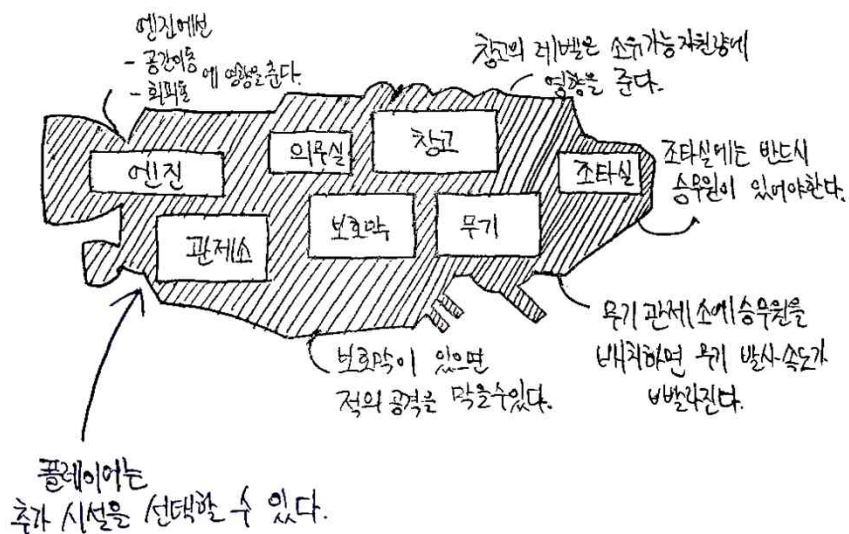 엔진에선
- 공간이동
- 회피율
에 영향을 준다.
창고의 레벨은 소유가능자원량에
영향을 준다.
엔진
의무실
창고
조타실
조타실에는 반드시
승무원이 있어야한다.
관제소
보호막
무기
보호막이 있으면
적의 공격을 막을수있다.
무기 관제소에 승무원을
배치하면 무기 발사속도가
빨라진다.
플레이어는
추가 시설을 선택할 수 있다.